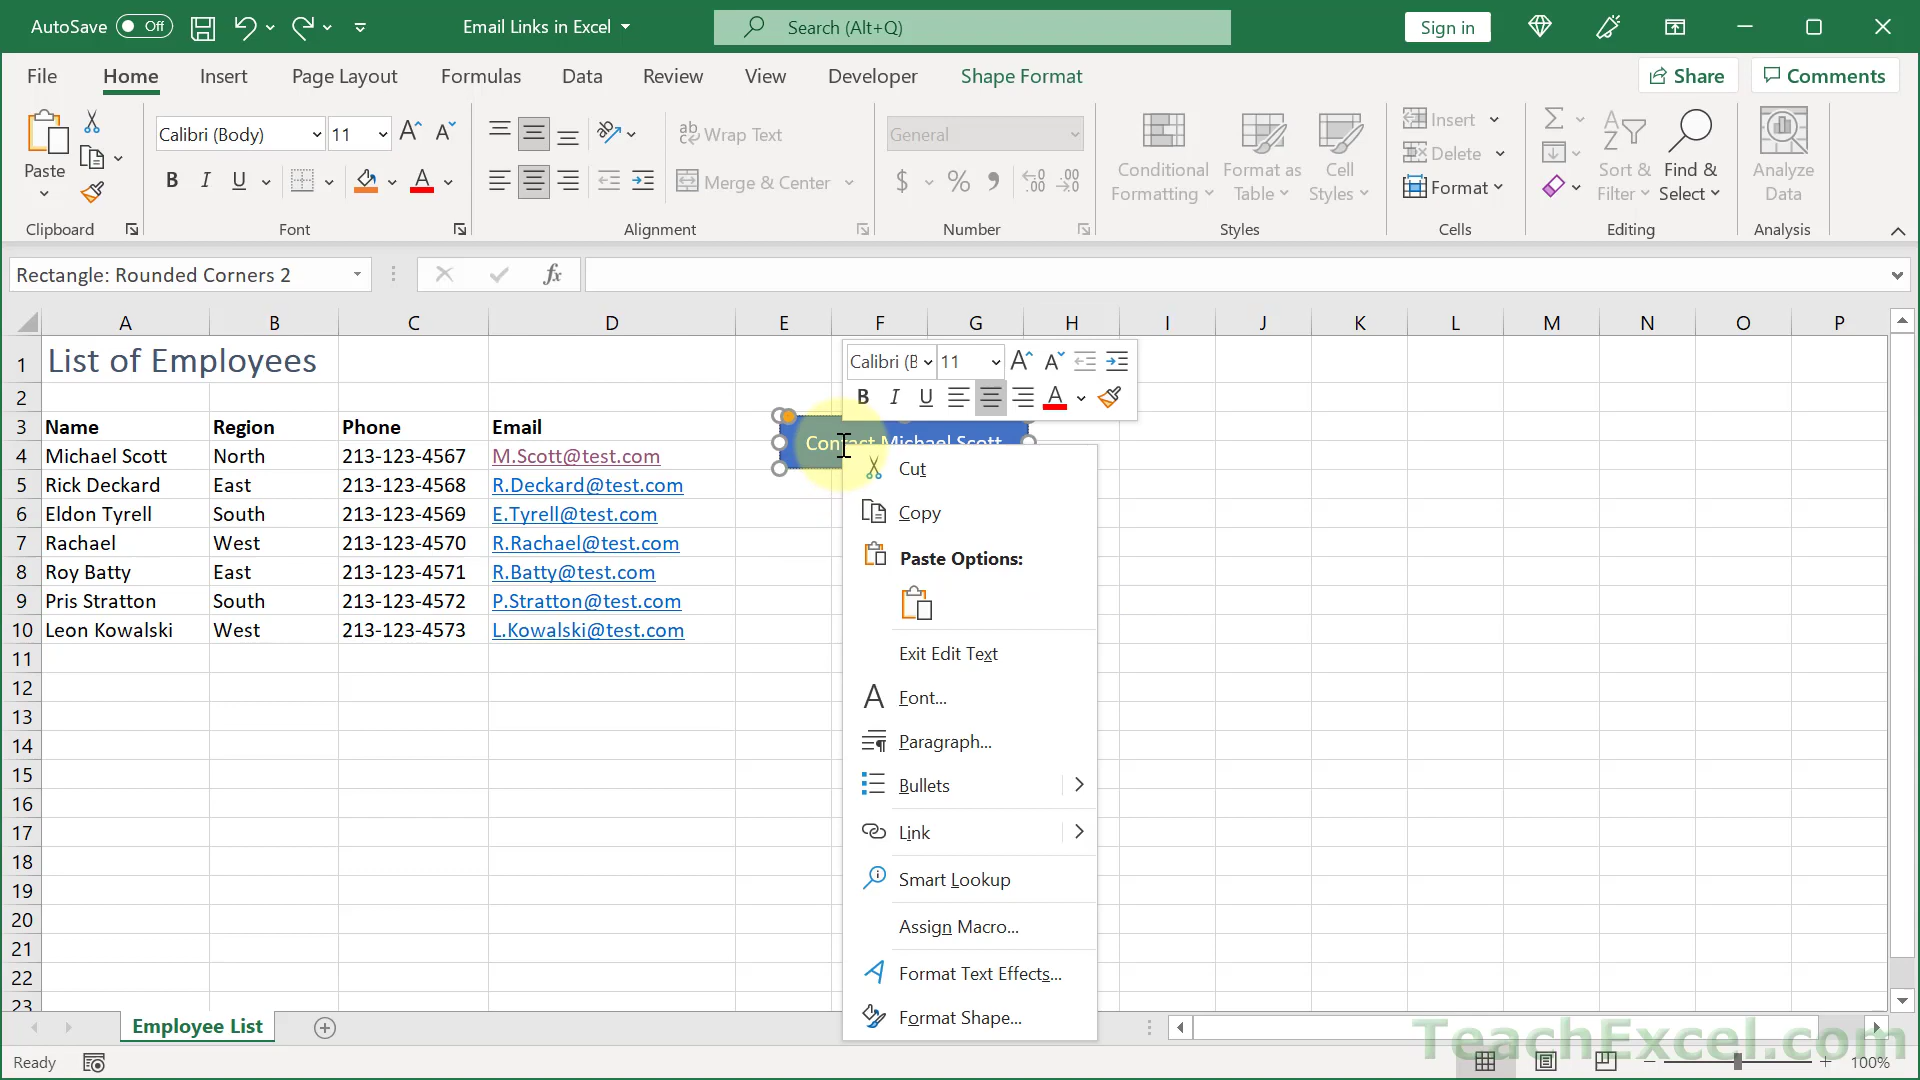 AutoSave Off Email Links in Excel Search (Alt+Q) Sign in
File Home Insert Page Layout Formulas Data Review View Developer Shape Format Share Comments
Paste Calibri (Body) 11 Wrap Text General Conditional Formatting Format as Table Cell Styles Insert Sort & Filter Find & Select Analyze Data
B I U Merge & Center $ % Delete
Format
Clipboard Font Alignment Number Styles Cells Editing Analysis
Rectangle: Rounded Corners 2 fx
A B C D E F G H I J K L M N O P
1 List of Employees
2
3 Name Region Phone Email
4 Michael Scott North 213-123-4567 M.Scott@test.com
5 Rick Deckard East 213-123-4568 R.Deckard@test.com
6 Eldon Tyrell South 213-123-4569 E.Tyrell@test.com
7 Rachael West 213-123-4570 R.Rachael@test.com
8 Roy Batty East 213-123-4571 R.Batty@test.com
9 Pris Stratton South 213-123-4572 P.Stratton@test.com
10 Leon Kowalski West 213-123-4573 L.Kowalski@test.com
11
12
13
14
15
16
17
18
19
20
21
22
23
Calibri (B 11
B I U
Contact Michael Scott
Cut
Copy
Paste Options:
Exit Edit Text
Font...
Paragraph...
Bullets
Link
Smart Lookup
Assign Macro...
Format Text Effects...
Format Shape...
Employee List
TeachExcel.com
Ready 100%